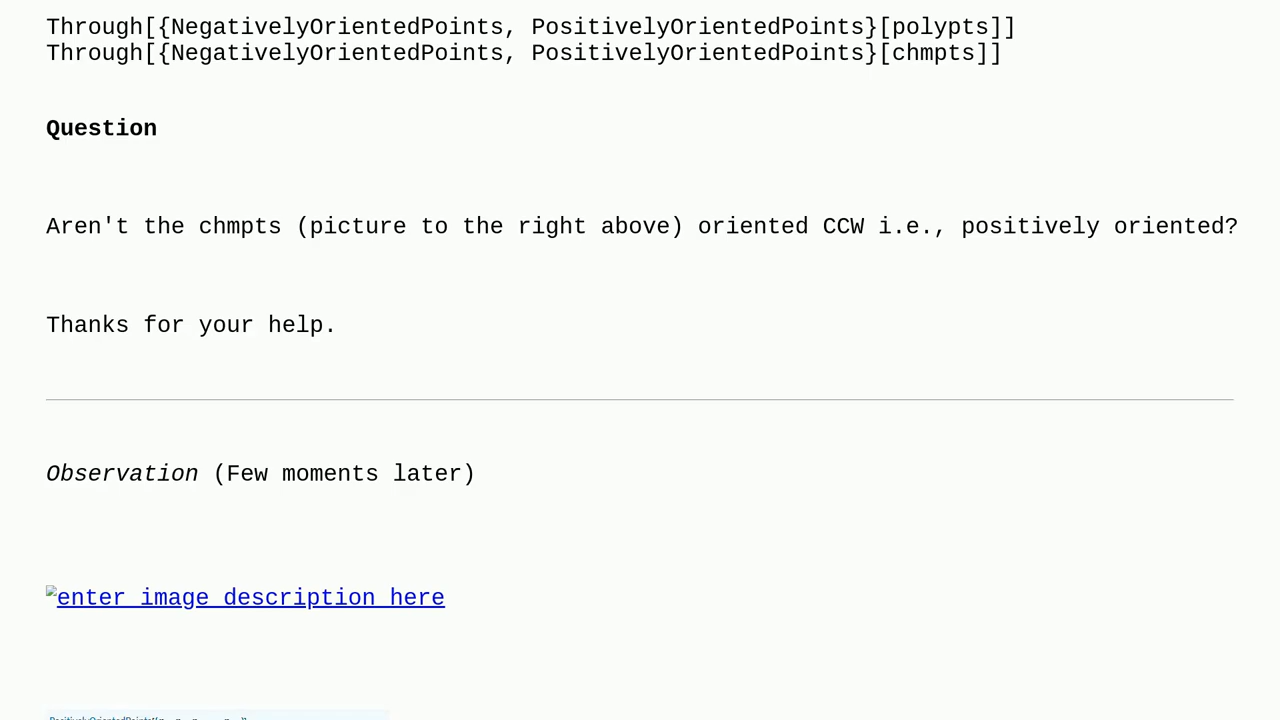 Through[{NegativelyOrientedPoints, PositivelyOrientedPoints}[polypts]]
Through[{NegativelyOrientedPoints, PositivelyOrientedPoints}[chmpts]]
Question
Aren't the chmpts (picture to the right above) oriented CCW i.e., positively oriented?
Thanks for your help.
Observation (Few moments later)
enter image description here